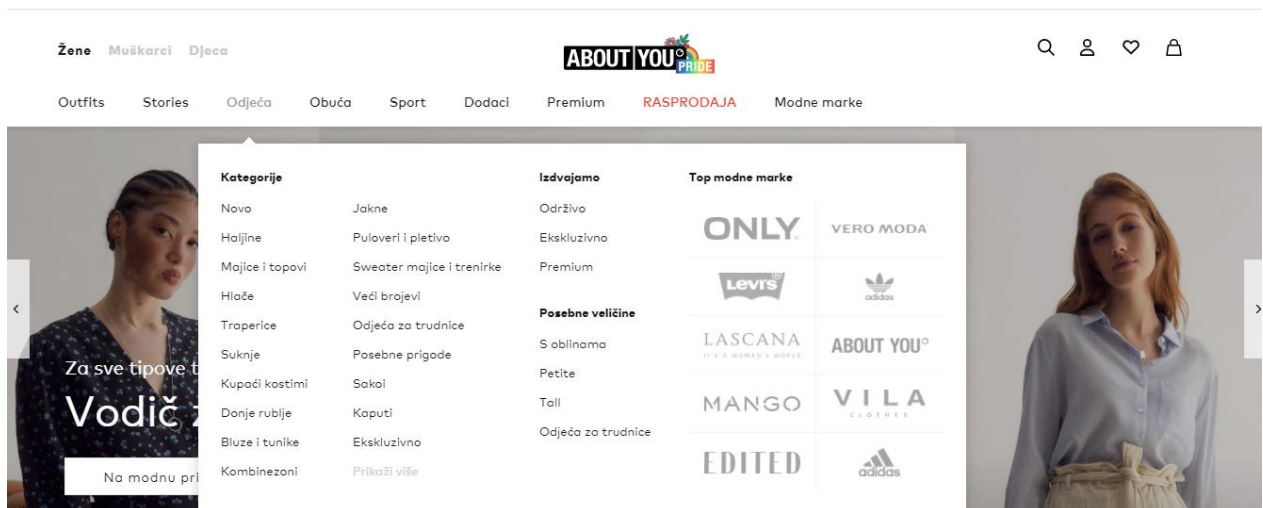 Žene Muškarci Djeca
ABOUT YOU° PRIDE
Outfits Stories Odjeća Obuća Sport Dodaci Premium RASPRODAJA Modne marke
Kategorije
Novo
Haljine
Majice i topovi
Hlače
Traperice
Suknje
Kupaći kostimi
Donje rublje
Bluze i tunike
Kombinezoni
Jakne
Puloveri i pletivo
Sweater majice i trenirke
Veći brojevi
Odjeća za trudnice
Posebne prigode
Sakoi
Kaputi
Ekskluzivno
Prikaži više
Izdvajamo
Održivo
Ekskluzivno
Premium
Posebne veličine
S oblinama
Petite
Tall
Odjeća za trudnice
Top modne marke
ONLY
VERO MODA
LEVI'S
adidas
LASCANA
IT'S A WOMAN'S WORLD
ABOUT YOU°
MANGO
VILA
CLOTHES
EDITED
adidas
Za sve tipove t
Vodič z
Na modnu pri